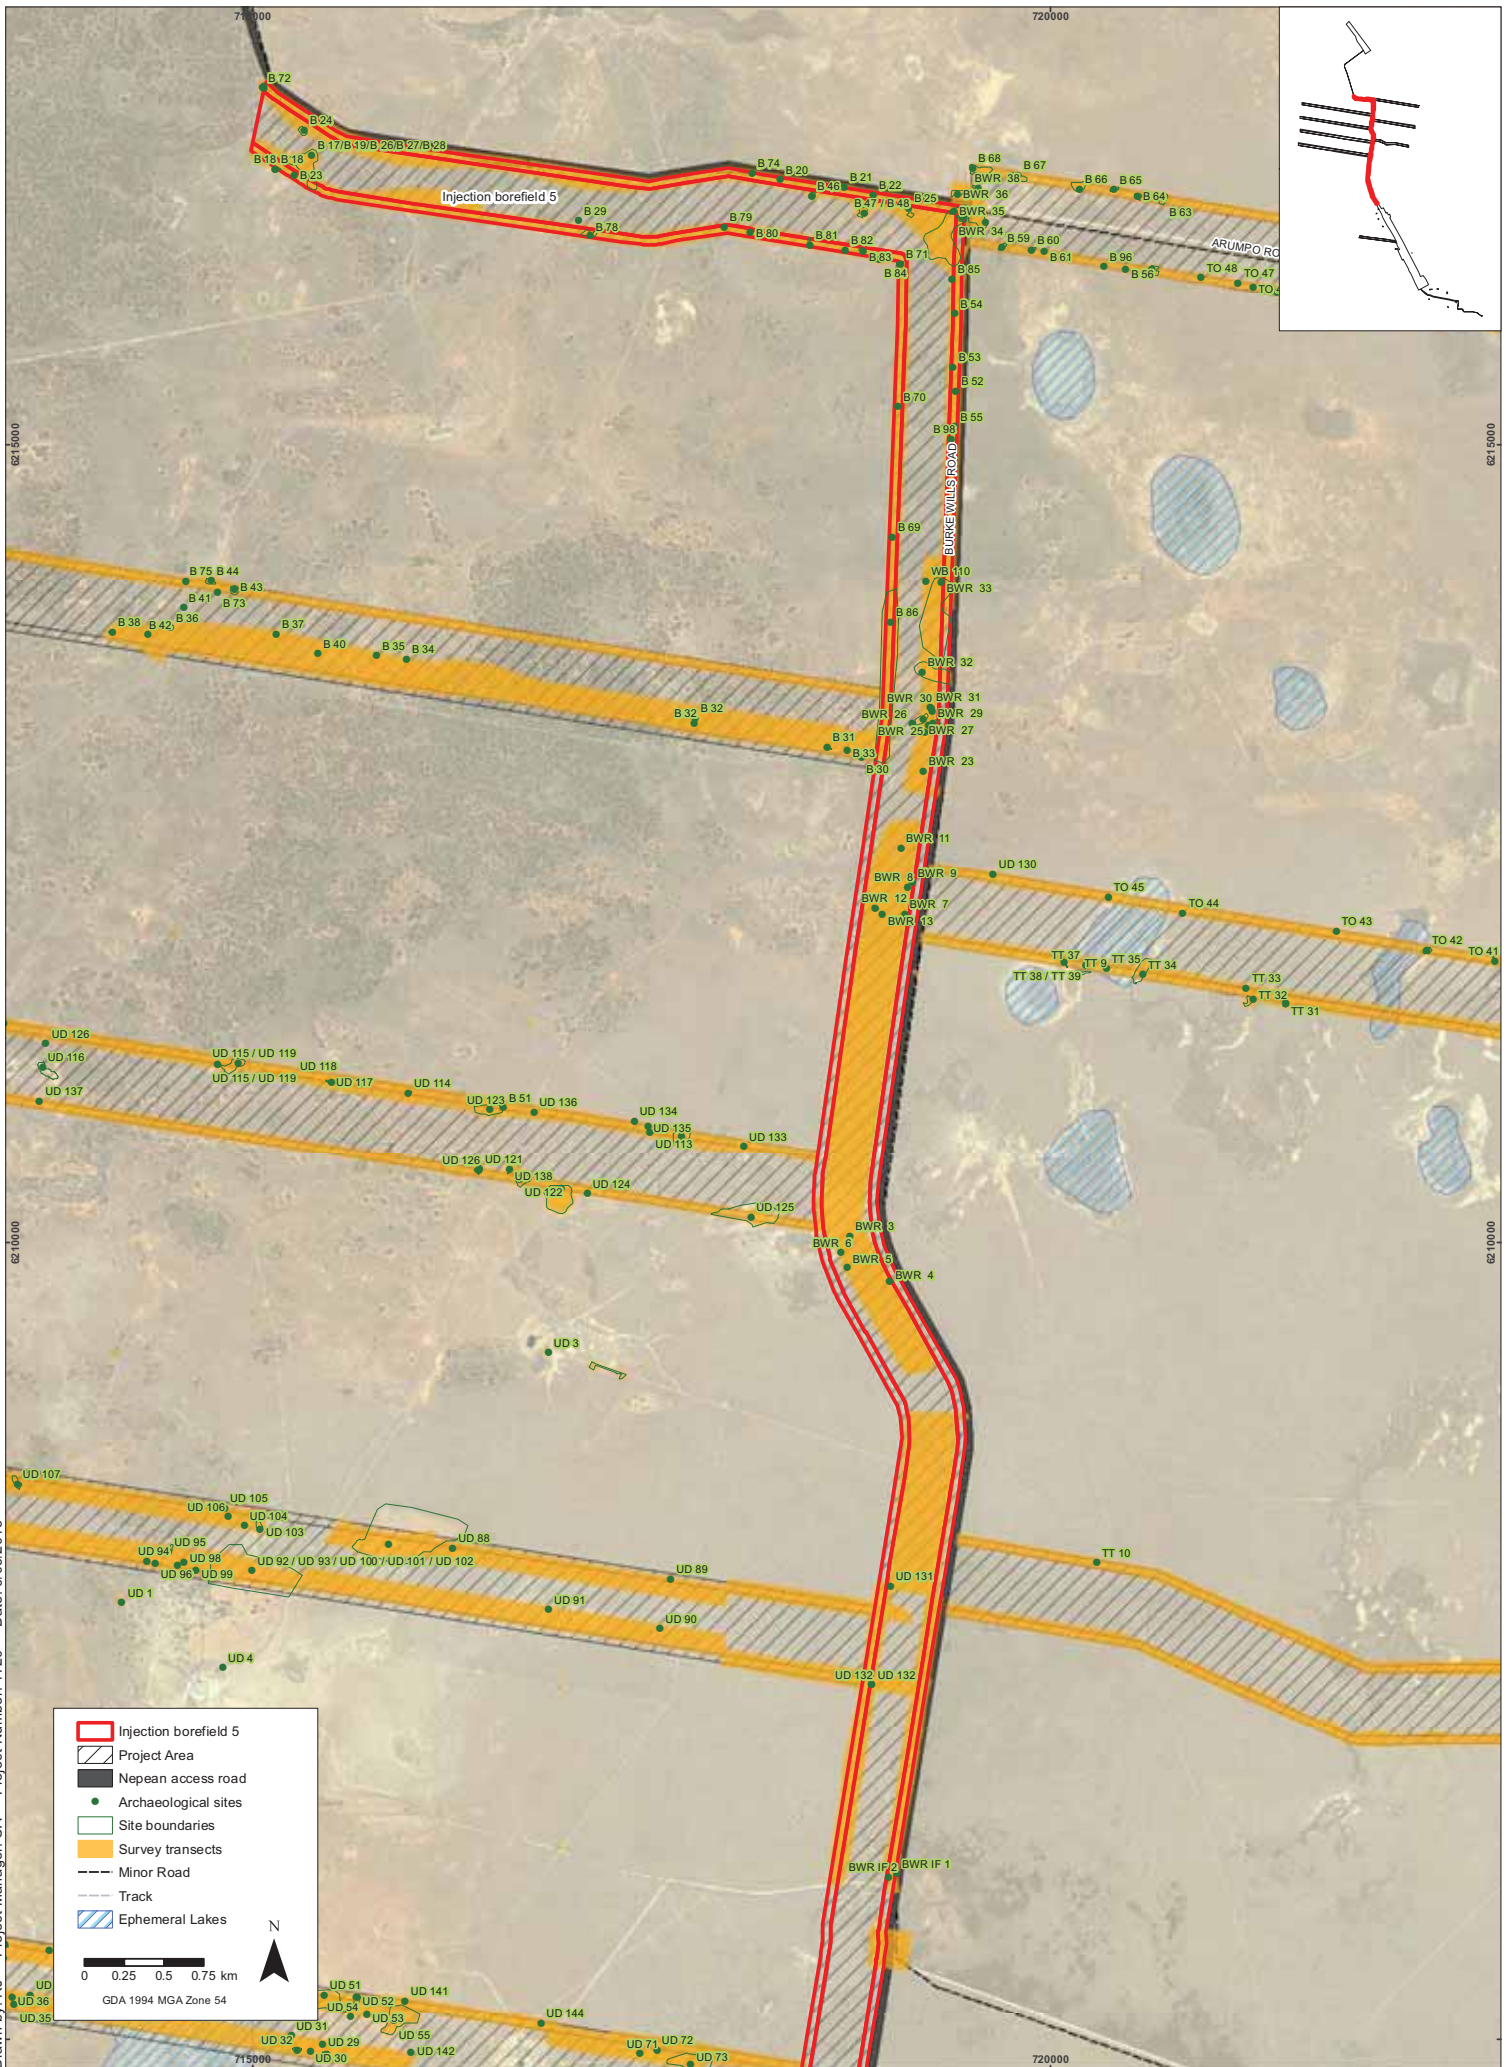 720000
B 72
B 24
B 17/B 19/B 26/B 27/B 28
B 18
B 18
B 23
Injection borefield 5
B 74
B 20
B 21
B 46
B 22
B 47 / B 48
B 25
B 68
B 67
BWR 38
B 66
B 65
BWR 36
B 64
B 63
BWR 35
BWR 34
B 29
B 78
B 79
B 80
B 81
B 82
B 83
B 71
B 84
B 59
B 60
B 61
B 96
B 56
ARUMPO RO
TO 48
TO 47
B 85
B 54
B 53
B 52
B 70
B 55
B 98
6215000
6215000
BURKE WILLS ROAD
B 69
B 75
B 44
B 43
B 41
B 73
B 36
B 38
B 42
B 37
B 40
B 35
B 34
WB 110
BWR 33
B 86
BWR 32
BWR 30
BWR 31
BWR 26
BWR 29
BWR 25
BWR 27
B 32
B 32
B 31
B 33
B 30
BWR 23
BWR 11
BWR 8
BWR 9
UD 130
BWR 12
BWR 7
BWR 13
TO 45
TO 44
TO 43
TO 42
TO 41
TT 37
TT 9
TT 35
TT 34
TT 38 / TT 39
TT 33
TT 32
TT 31
UD 126
UD 116
UD 137
UD 115 / UD 119
UD 115 / UD 119
UD 118
UD 117
UD 114
UD 123
B 51
UD 136
UD 134
UD 135
UD 113
UD 133
UD 126
UD 121
UD 138
UD 122
UD 124
UD 125
BWR 3
BWR 6
BWR 5
BWR 4
6210000
6210000
UD 3
UD 107
UD 106
UD 105
UD 104
UD 103
UD 95
UD 94
UD 98
UD 96
UD 99
UD 92 / UD 93 / UD 100 / UD 101 / UD 102
UD 88
UD 89
UD 131
TT 10
UD 1
UD 91
UD 90
UD 4
UD 132
UD 132
Injection borefield 5
Project Area
Nepean access road
Archaeological sites
Site boundaries
Survey transects
Minor Road
Track
Ephemeral Lakes
N
0 0.25 0.5 0.75 km
GDA 1994 MGA Zone 54
BWR IF 2
BWR IF 1
UD
UD 36
UD 35
UD 51
UD 52
UD 141
UD 54
UD 53
UD 31
UD 32
UD 29
UD 55
UD 30
UD 142
UD 144
UD 71
UD 72
UD 73
715000
720000